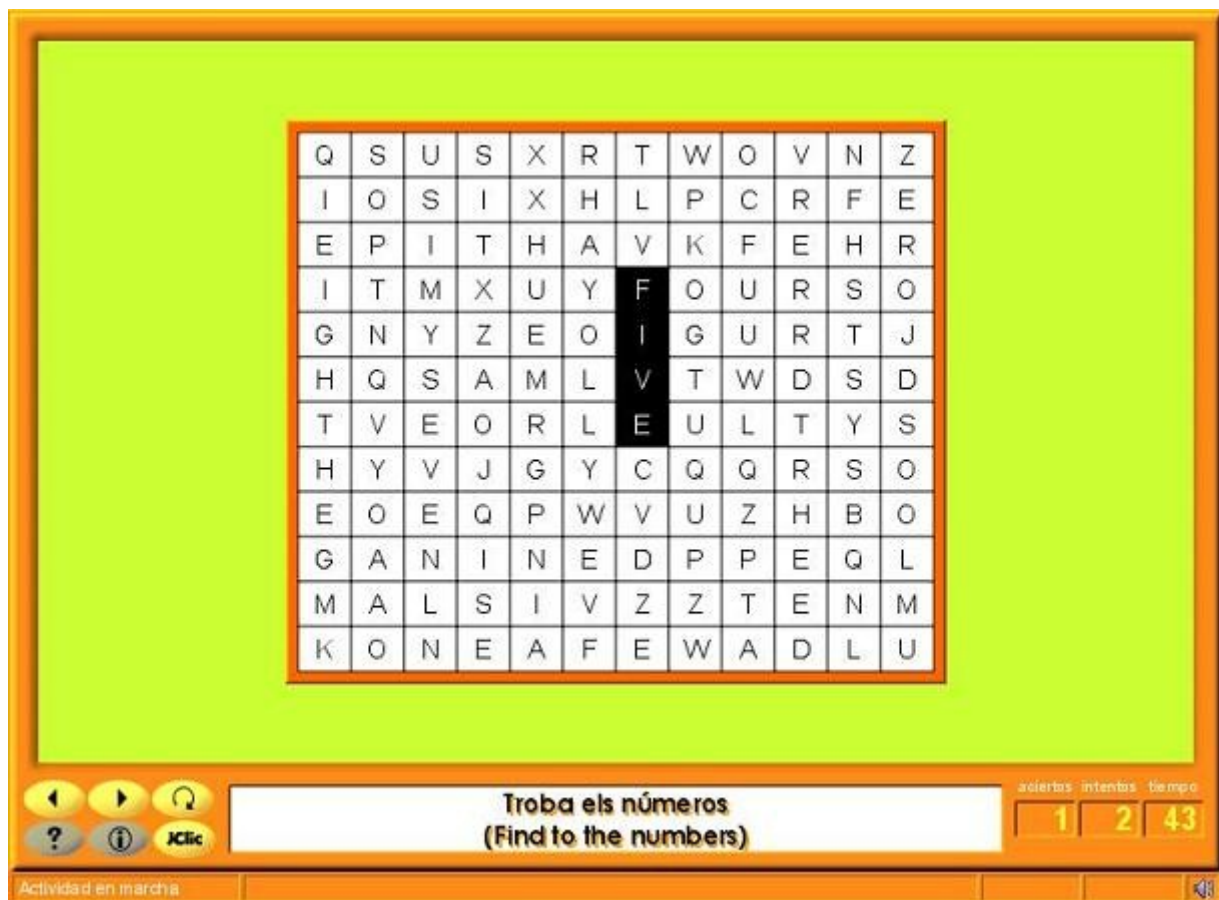 Q S U S X R T W O V N Z
I O S I X H L P C R F E
E P I T H A V K F E H R
I T M X U Y F O U R S O
G N Y Z E O I G U R T J
H Q S A M L V T W D S D
T V E O R L E U L T Y S
H Y V J G Y C Q Q R S O
E O E Q P W V U Z H B O
G A N I N E D P P E Q L
M A L S I V Z Z T E N M
K O N E A F E W A D L U
Troba els números
(Find to the numbers)
aciertos intentos tiempo
1 2 43
? i JClic
Actividad en marcha